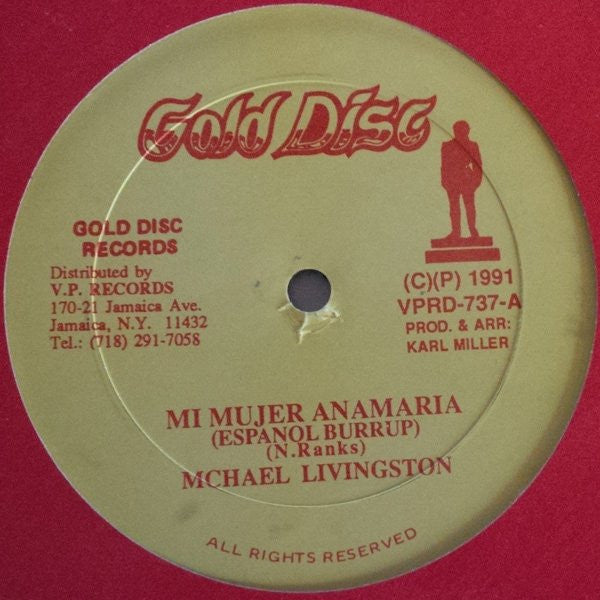 Gold Disc
GOLD DISC
RECORDS
Distributed by
V.P. RECORDS
170-21 Jamaica Ave.
Jamaica, N.Y. 11432
Tel.: (718) 291-7058
(C)(P) 1991
VPRD-737-A
PROD. & ARR:
KARL MILLER
MI MUJER ANAMARIA
(ESPANOL BURRUP)
(N.Ranks)
MCHAEL LIVINGSTON
ALL RIGHTS RESERVED